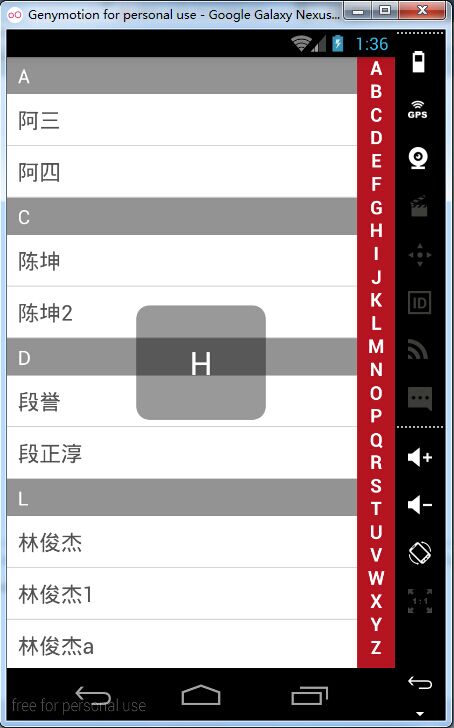 Genymotion for personal use - Google Galaxy Nexus...
1:36
A
阿三
阿四
C
陈坤
陈坤2
D
段誉
段正淳
L
林俊杰
林俊杰1
林俊杰a
H
A
B
C
D
E
F
G
H
I
J
K
L
M
N
O
P
Q
R
S
T
U
V
W
X
Y
Z
GPS
ID
1:1
free for personal use